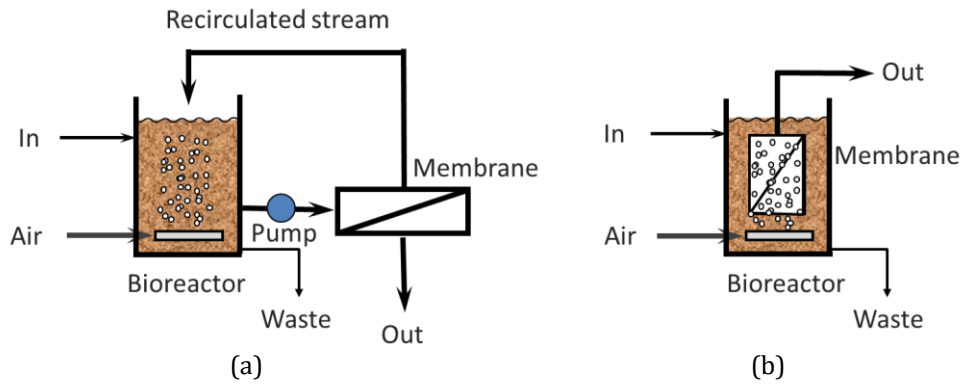 Recirculated stream
In
Membrane
Air
Pump
Bioreactor
Waste
Out
(a)
Out
In
Membrane
Air
Bioreactor
Waste
(b)